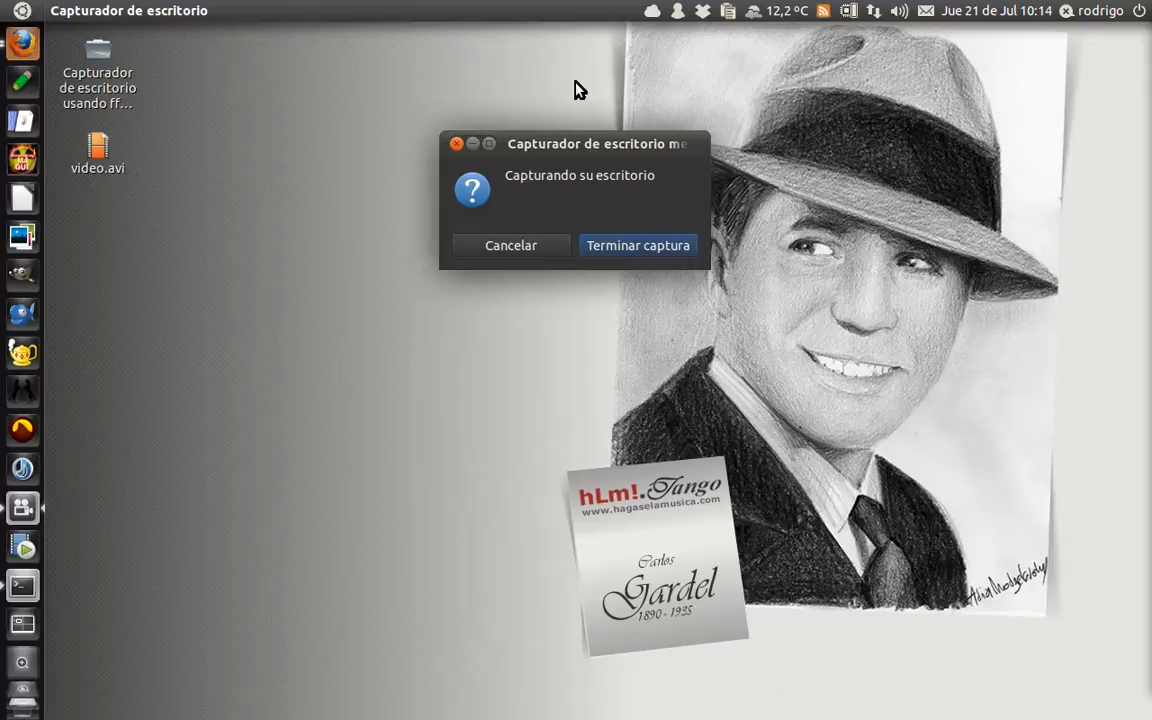 Capturador de escritorio
12,2 ºC
Jue 21 de Jul 10:14
rodrigo
Capturador
de escritorio
usando ff...
video.avi
Capturador de escritorio me
Capturando su escritorio
Cancelar
Terminar captura
hLm!.Tango
www.hagaselamusica.com
Carlos
Gardel
1890 - 1935